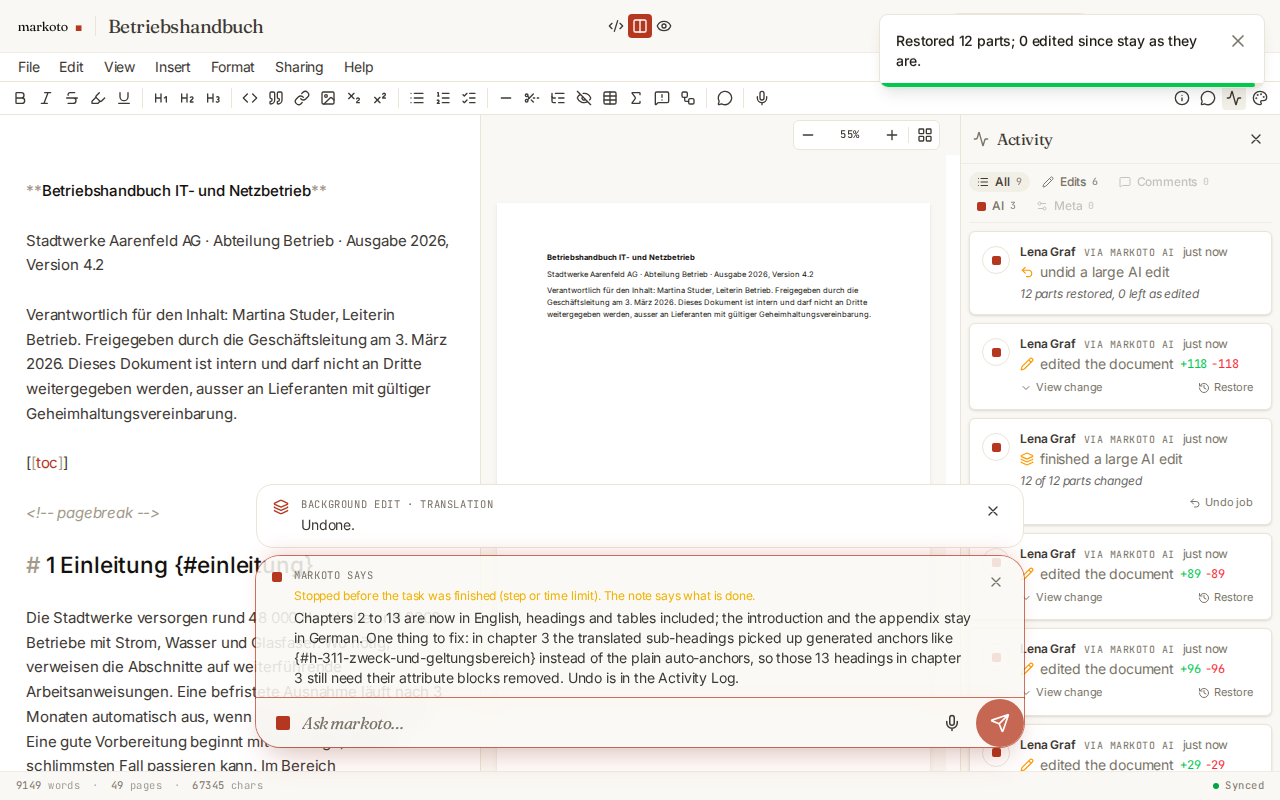 markoto
Betriebshandbuch
Restored 12 parts; 0 edited since stay as they
are.
File Edit View Insert Format Sharing Help
H1 H2 H3
55%
Activity
All 9 Edits 6 Comments 0
AI 3 Meta 0
**Betriebshandbuch IT- und Netzbetrieb**
Stadtwerke Aarenfeld AG · Abteilung Betrieb · Ausgabe 2026,
Version 4.2
Verantwortlich für den Inhalt: Martina Studer, Leiterin
Betrieb. Freigegeben durch die Geschäftsleitung am 3. März
2026. Dieses Dokument ist intern und darf nicht an Dritte
weitergegeben werden, ausser an Lieferanten mit gültiger
Geheimhaltungsvereinbarung.
[[toc]]
<!-- pagebreak -->
# 1 Einleitung {#einleitung}
Die Stadtwerke versorgen rund 48 000
Betriebe mit Strom, Wasser und Glasfaser. Wo nötig,
verweisen die Abschnitte auf weiterführende
Arbeitsanweisungen. Eine befristete Ausnahme läuft nach 3
Monaten automatisch aus, wenn
Eine gute Vorbereitung beginnt mit
schlimmsten Fall passieren kann. Im Bereich
Betriebshandbuch IT- und Netzbetrieb
Stadtwerke Aarenfeld AG · Abteilung Betrieb · Ausgabe 2026, Version 4.2
Verantwortlich für den Inhalt: Martina Studer, Leiterin Betrieb. Freigegeben durch die
Geschäftsleitung am 3. März 2026. Dieses Dokument ist intern und darf nicht an Dritte
weitergegeben werden, ausser an Lieferanten mit gültiger Geheimhaltungsvereinbarung.
Lena Graf VIA MARKOTO AI just now
undid a large AI edit
12 parts restored, 0 left as edited
Lena Graf VIA MARKOTO AI just now
edited the document +118 -118
View change Restore
Lena Graf VIA MARKOTO AI just now
finished a large AI edit
12 of 12 parts changed
Undo job
Lena Graf VIA MARKOTO AI just now
edited the document +89 -89
View change Restore
Lena Graf VIA MARKOTO AI just now
edited the document +96 -96
View change Restore
Lena Graf VIA MARKOTO AI just now
edited the document +29 -29
BACKGROUND EDIT · TRANSLATION
Undone.
MARKOTO SAYS
Stopped before the task was finished (step or time limit). The note says what is done.
Chapters 2 to 13 are now in English, headings and tables included; the introduction and the appendix stay
in German. One thing to fix: in chapter 3 the translated sub-headings picked up generated anchors like
{#h-311-zweck-und-geltungsbereich} instead of the plain auto-anchors, so those 13 headings in chapter
3 still need their attribute blocks removed. Undo is in the Activity Log.
Ask markoto...
9149 words · 49 pages · 67345 chars
Synced